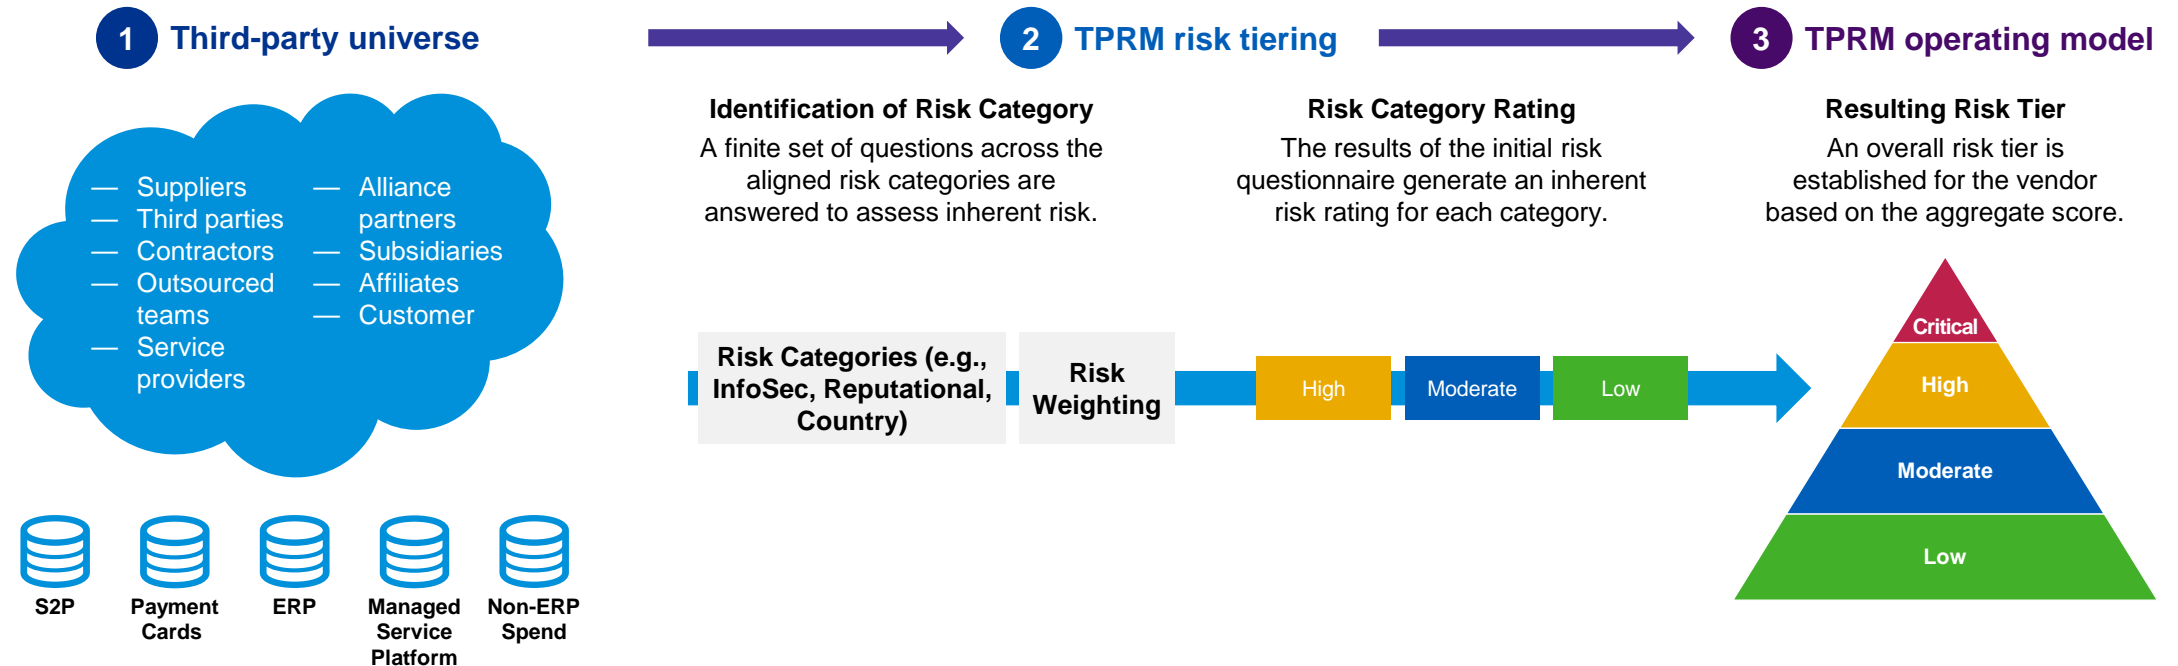 1 Third-party universe
2 TPRM risk tiering
3 TPRM operating model
— Suppliers
— Third parties
— Contractors
— Outsourced
teams
— Service
providers
— Alliance
partners
— Subsidiaries
— Affiliates
— Customer
S2P
Payment
Cards
ERP
Managed
Service
Platform
Non-ERP
Spend
Identification of Risk Category
A finite set of questions across the
aligned risk categories are
answered to assess inherent risk.
Risk Category Rating
The results of the initial risk
questionnaire generate an inherent
risk rating for each category.
Resulting Risk Tier
An overall risk tier is
established for the vendor
based on the aggregate score.
Risk Categories (e.g.,
InfoSec, Reputational,
Country)
Risk
Weighting
High
Moderate
Low
Critical
High
Moderate
Low